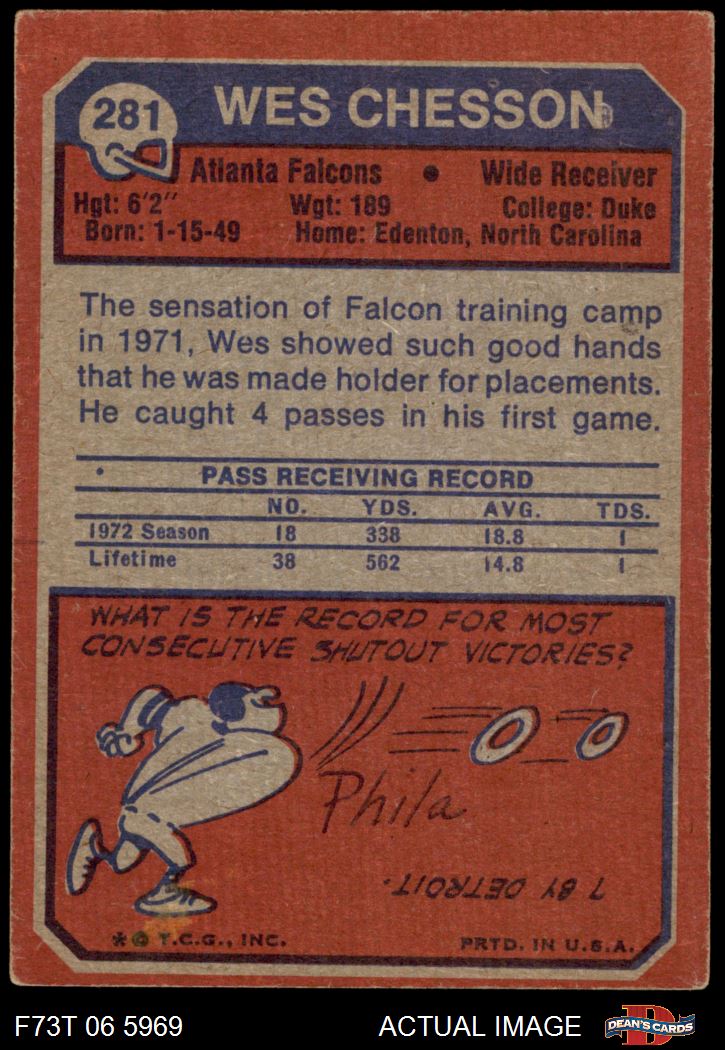 281
WES CHESSON
Atlanta Falcons • Wide Receiver
Hgt: 6'2" Wgt: 189 College: Duke
Born: 1-15-49 Home: Edenton, North Carolina
The sensation of Falcon training camp
in 1971, Wes showed such good hands
that he was made holder for placements.
He caught 4 passes in his first game.
PASS RECEIVING RECORD
NO. YDS. AVG. TDS.
1972 Season 18 338 18.8 1
Lifetime 38 562 14.8 1
WHAT IS THE RECORD FOR MOST
CONSECUTIVE SHUTOUT VICTORIES?
Phila
7 BY DETROIT.
* © T.C.G., INC. PRTD. IN U.S.A.
F73T 06 5969 ACTUAL IMAGE
D
DEAN'S CARDS